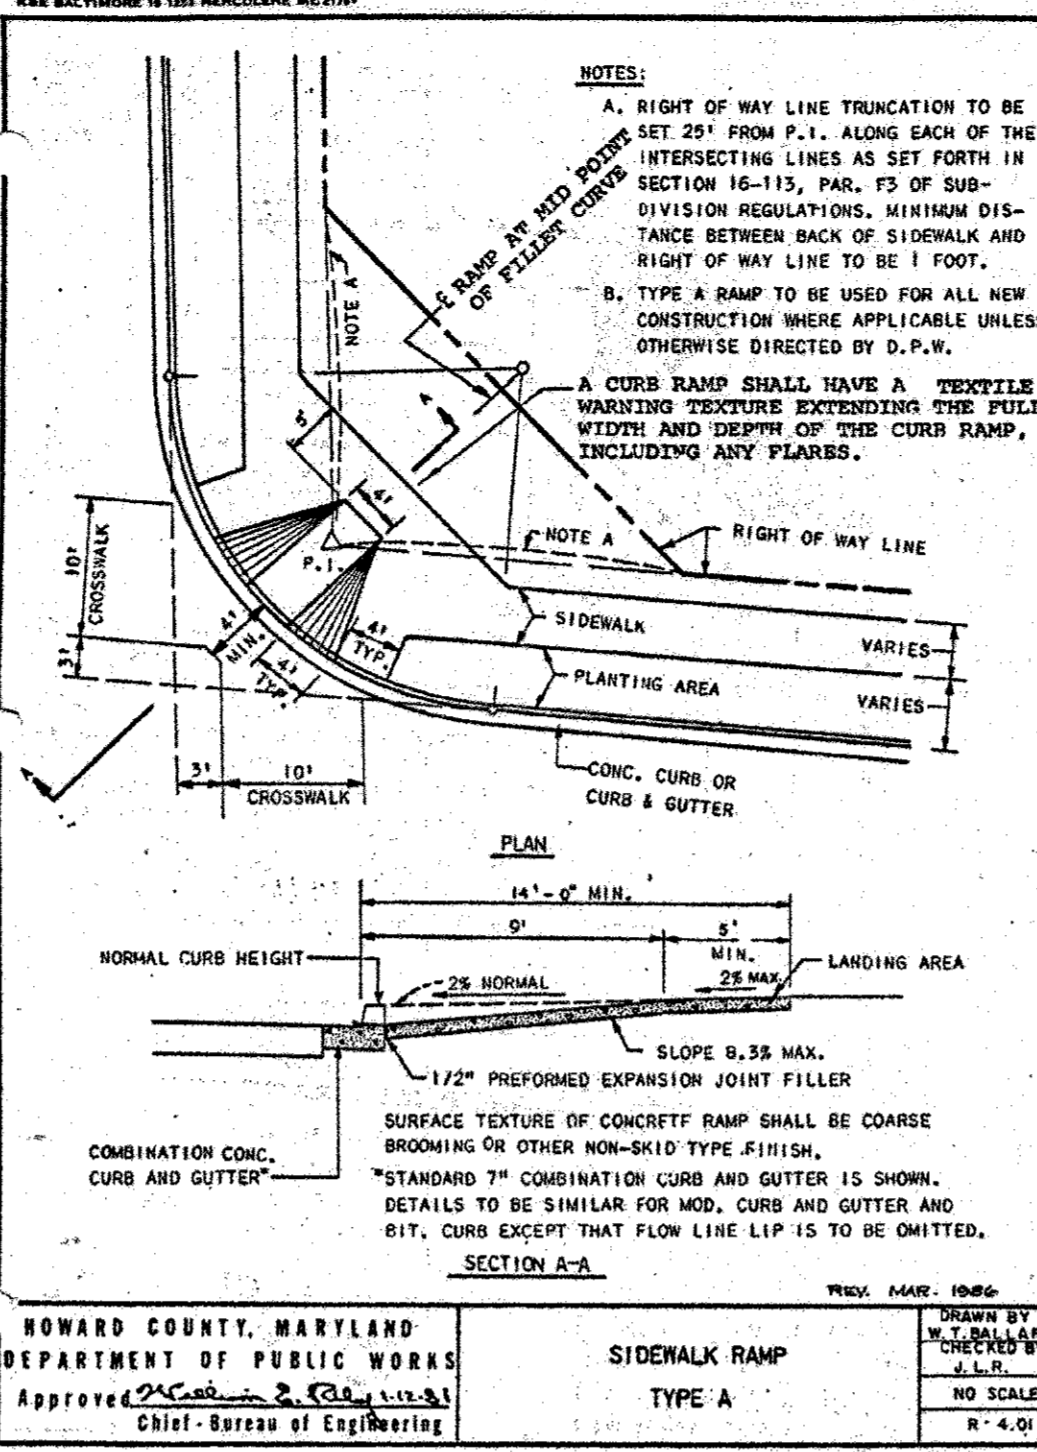 NOTES:
A. RIGHT OF WAY LINE TRUNCATION TO BE
SET 25' FROM P.I. ALONG EACH OF THE
INTERSECTING LINES AS SET FORTH IN
SECTION 16-113, PAR. F3 OF SUB-
DIVISION REGULATIONS. MINIMUM DIS-
TANCE BETWEEN BACK OF SIDEWALK AND
RIGHT OF WAY LINE TO BE 1 FOOT.
B. TYPE A RAMP TO BE USED FOR ALL NEW
CONSTRUCTION WHERE APPLICABLE UNLES
OTHERWISE DIRECTED BY D.P.W.
A CURB RAMP SHALL HAVE A TEXTILE
WARNING TEXTURE EXTENDING THE FULL
WIDTH AND DEPTH OF THE CURB RAMP,
INCLUDING ANY FLARES.
℄ RAMP AT MID POINT
OF FILLET CURVE
NOTE A
A
5'
4'
P.I.
NOTE A
RIGHT OF WAY LINE
10'
CROSSWALK
3'
4'
MIN.
4'
TYP.
4'
TYP.
SIDEWALK
PLANTING AREA
VARIES
VARIES
A
3'
10'
CROSSWALK
CONC. CURB OR
CURB & GUTTER
PLAN
14'-0" MIN.
9'
5'
MIN.
NORMAL CURB HEIGHT
2% NORMAL
2% MAX.
LANDING AREA
SLOPE 8.3% MAX.
1/2" PREFORMED EXPANSION JOINT FILLER
COMBINATION CONC.
CURB AND GUTTER*
SURFACE TEXTURE OF CONCRETE RAMP SHALL BE COARSE
BROOMING OR OTHER NON-SKID TYPE FINISH.
*STANDARD 7" COMBINATION CURB AND GUTTER IS SHOWN.
DETAILS TO BE SIMILAR FOR MOD. CURB AND GUTTER AND
BIT. CURB EXCEPT THAT FLOW LINE LIP IS TO BE OMITTED.
SECTION A-A
REV. MAR. 1986
HOWARD COUNTY, MARYLAND
DEPARTMENT OF PUBLIC WORKS
Approved 1-12-81
Chief-Bureau of Engineering
SIDEWALK RAMP
TYPE A
DRAWN BY
W.T.BALLAR
CHECKED B
J.L.R.
NO SCALE
R-4.01